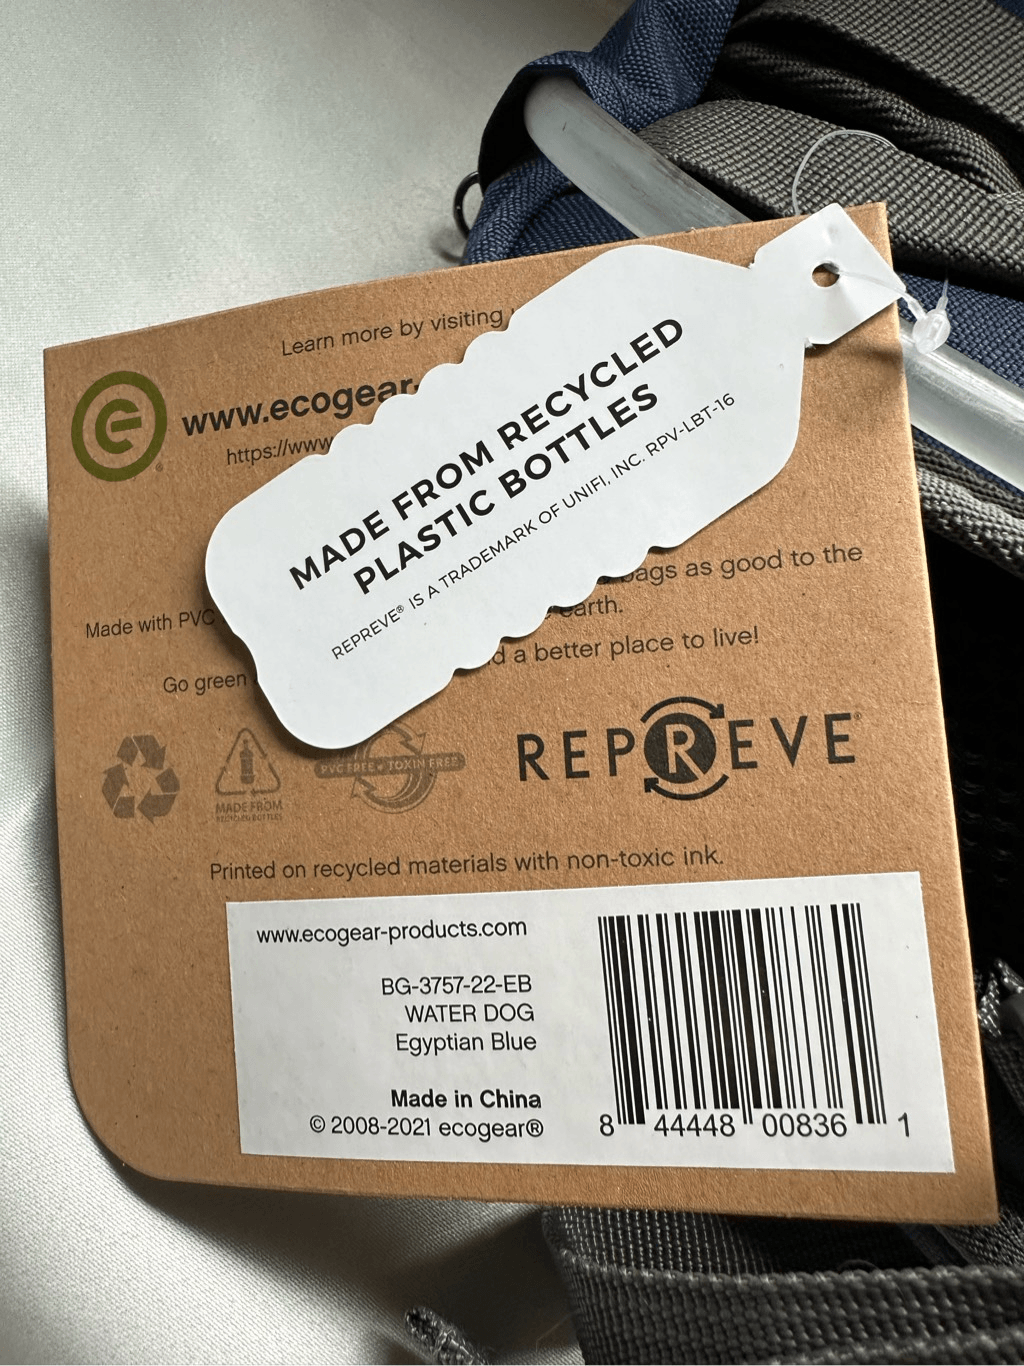 Learn more by visiting
www.ecogear-
https://www
MADE FROM RECYCLED
PLASTIC BOTTLES
REPREVE® IS A TRADEMARK OF UNIFI, INC. RPV-LBT-16
Made with PVC
bags as good to the
earth.
Go green
d a better place to live!
MADE FROM
RECYCLED BOTTLES
PVC FREE • TOXIN FREE
REPREVE®
Printed on recycled materials with non-toxic ink.
www.ecogear-products.com
BG-3757-22-EB
WATER DOG
Egyptian Blue
Made in China
© 2008-2021 ecogear®
8 44448 00836 1